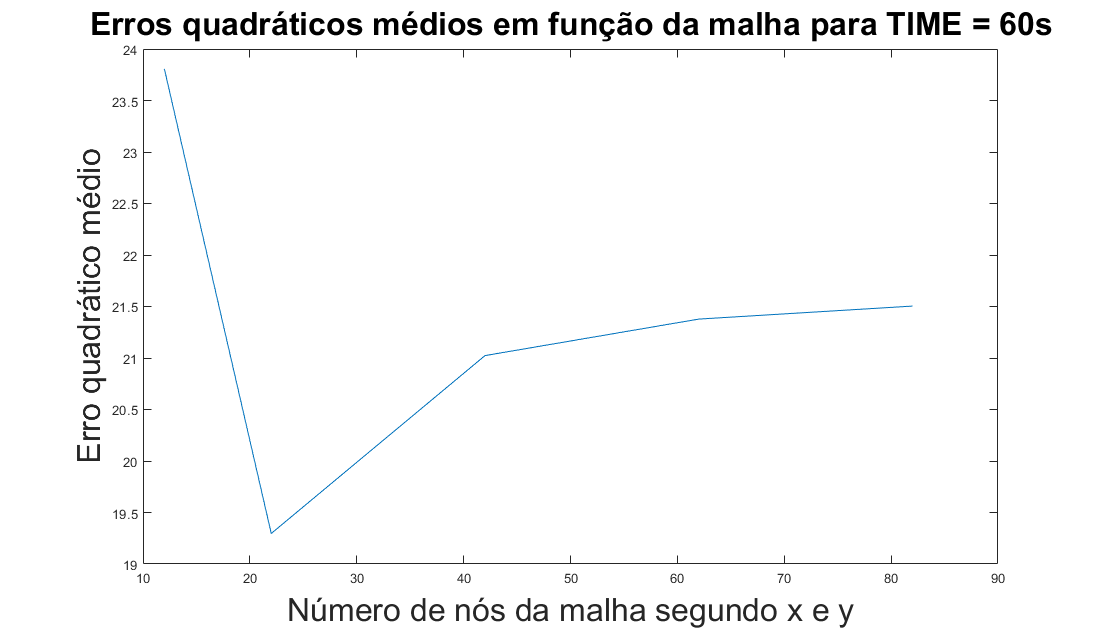 Erros quadráticos médios em função da malha para TIME = 60s
Erro quadrático médio
24
23.5
23
22.5
22
21.5
21
20.5
20
19.5
19
10 20 30 40 50 60 70 80 90
Número de nós da malha segundo x e y